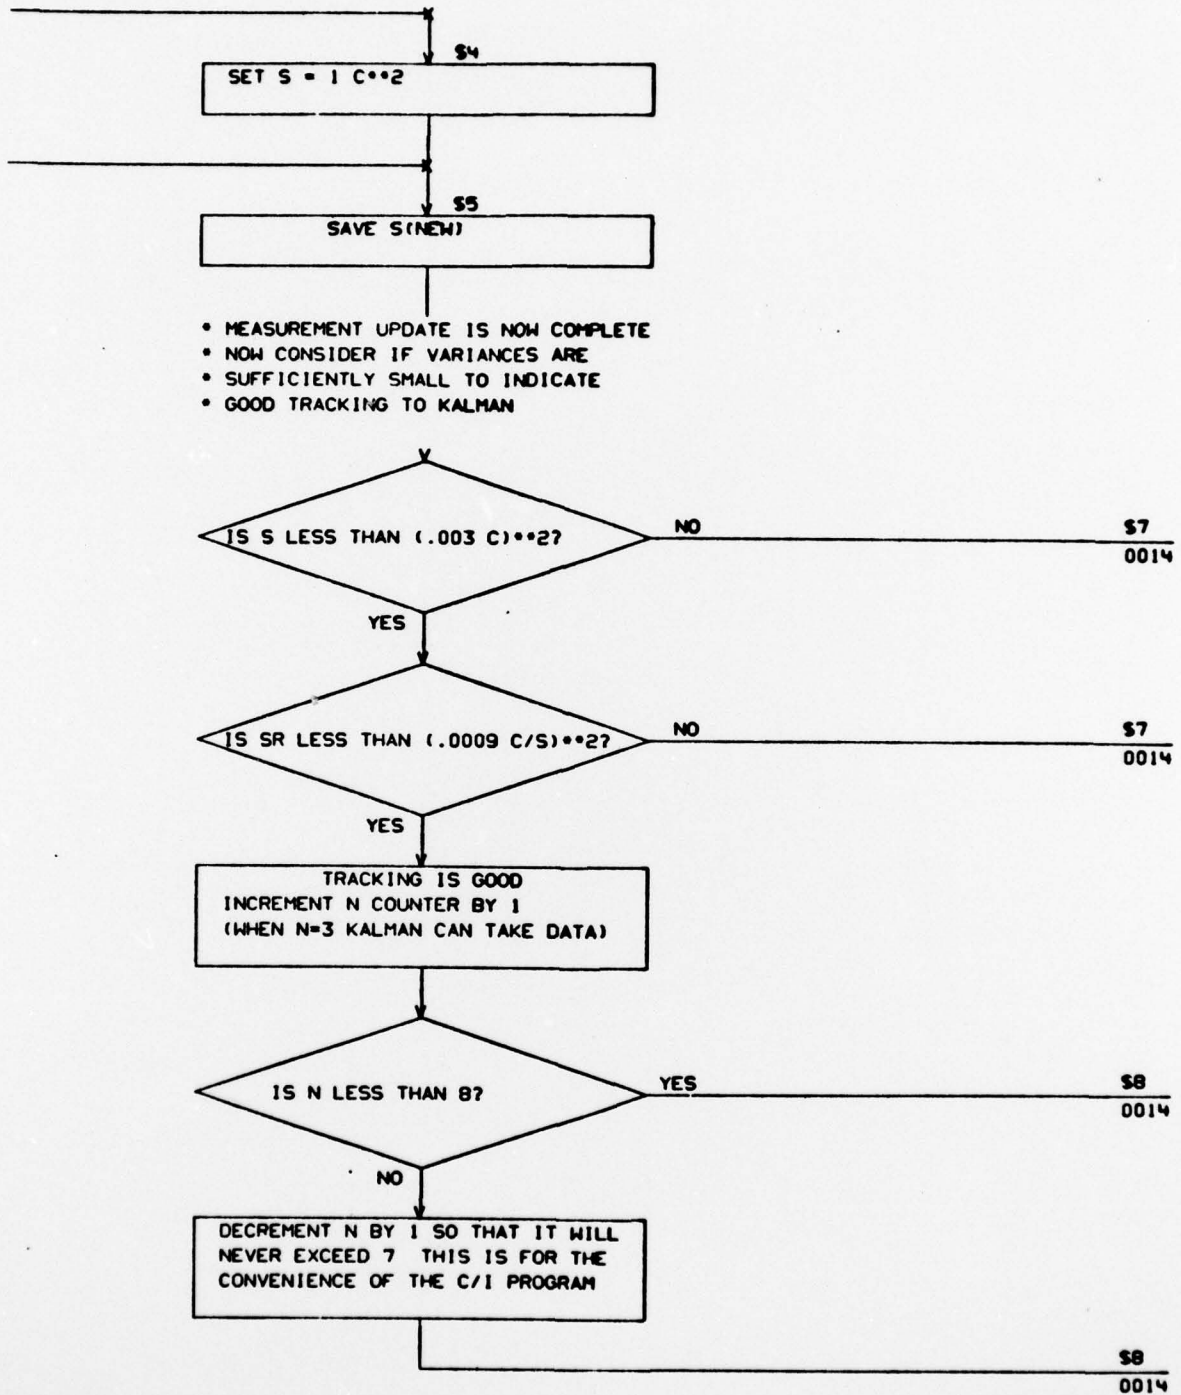 $4
SET S = 1 C**2
$5
SAVE S(NEW)
* MEASUREMENT UPDATE IS NOW COMPLETE
* NOW CONSIDER IF VARIANCES ARE
* SUFFICIENTLY SMALL TO INDICATE
* GOOD TRACKING TO KALMAN
IS S LESS THAN (.003 C)**2?
NO
$7
0014
YES
IS SR LESS THAN (.0009 C/S)**2?
NO
$7
0014
YES
TRACKING IS GOOD
INCREMENT N COUNTER BY 1
(WHEN N=3 KALMAN CAN TAKE DATA)
IS N LESS THAN 8?
YES
$8
0014
NO
DECREMENT N BY 1 SO THAT IT WILL
NEVER EXCEED 7 THIS IS FOR THE
CONVENIENCE OF THE C/I PROGRAM
$8
0014